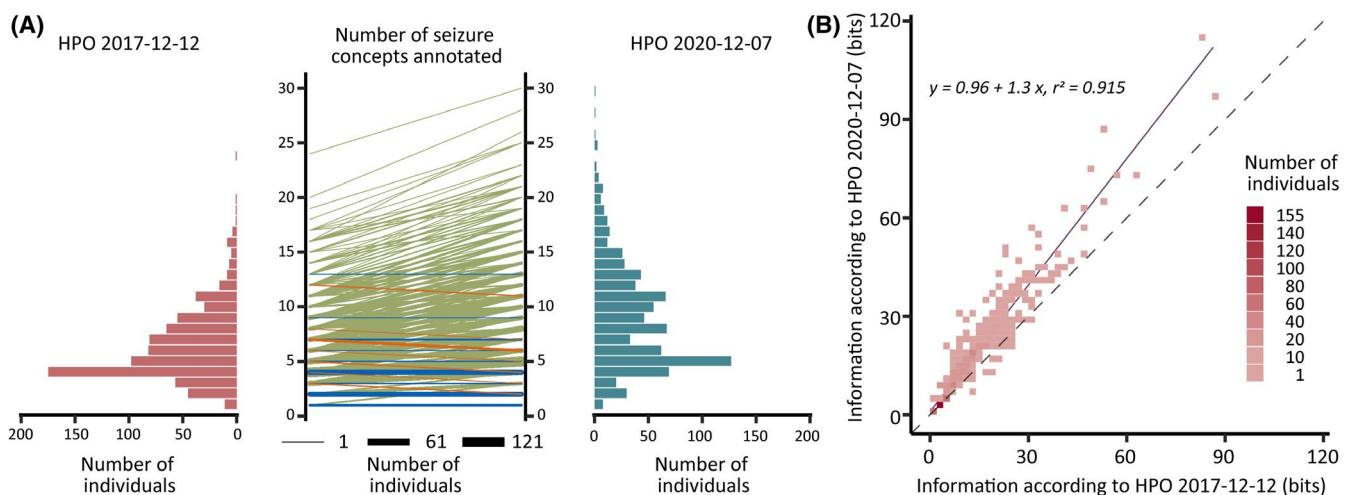 (A)
HPO 2017-12-12
Number of seizure
concepts annotated
HPO 2020-12-07
30
25
20
15
10
5
0
30
25
20
15
10
5
0
200 150 100 50 0
Number of
individuals
1 61 121
Number of
individuals
0 50 100 150 200
Number of
individuals
(B)
Information according to HPO 2020-12-07 (bits)
120
90
60
30
0
y = 0.96 + 1.3 x, r² = 0.915
Number of
individuals
155
140
120
100
80
60
40
20
10
1
0 30 60 90 120
Information according to HPO 2017-12-12 (bits)